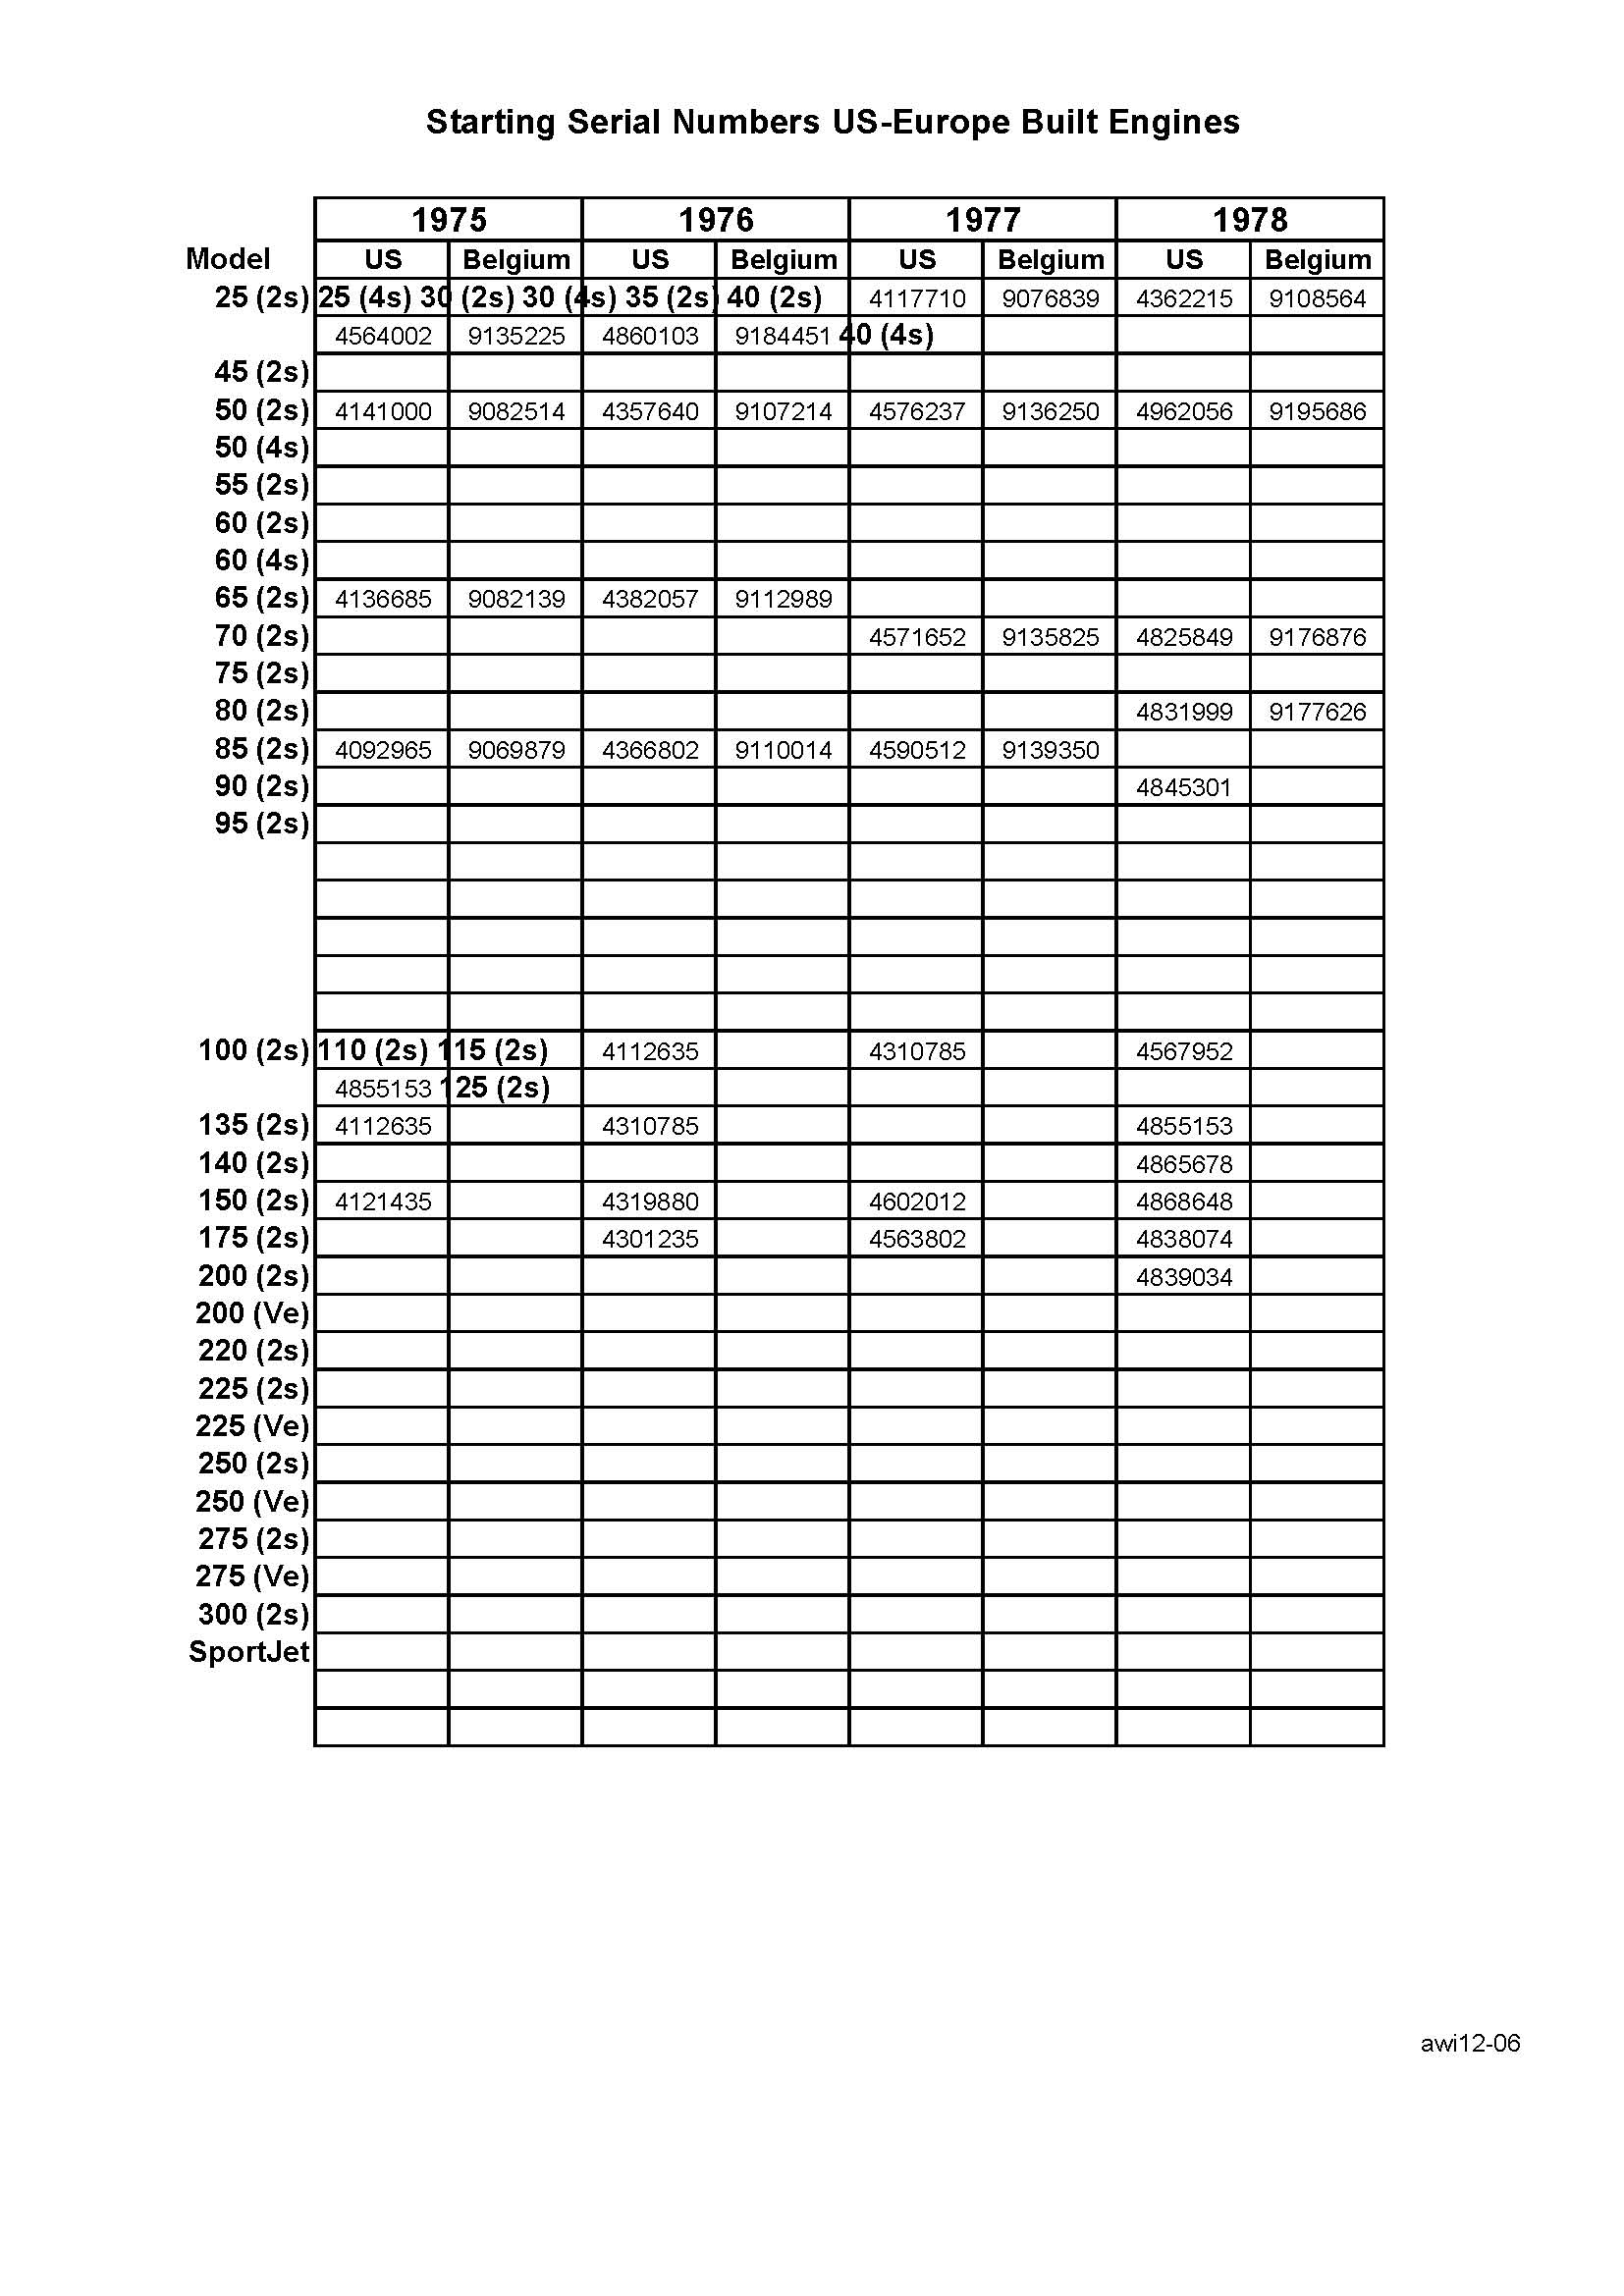 Starting Serial Numbers US-Europe Built Engines
1975 1976 1977 1978
Model US Belgium US Belgium US Belgium US Belgium
25 (2s) 25 (4s) 30 (2s) 30 (4s) 35 (2s) 40 (2s) 4117710 9076839 4362215 9108564
4564002 9135225 4860103 9184451 40 (4s)
45 (2s)
50 (2s) 4141000 9082514 4357640 9107214 4576237 9136250 4962056 9195686
50 (4s)
55 (2s)
60 (2s)
60 (4s)
65 (2s) 4136685 9082139 4382057 9112989
70 (2s) 4571652 9135825 4825849 9176876
75 (2s)
80 (2s) 4831999 9177626
85 (2s) 4092965 9069879 4366802 9110014 4590512 9139350
90 (2s) 4845301
95 (2s)
100 (2s) 110 (2s) 115 (2s) 4112635 4310785 4567952
4855153 125 (2s)
135 (2s) 4112635 4310785 4855153
140 (2s) 4865678
150 (2s) 4121435 4319880 4602012 4868648
175 (2s) 4301235 4563802 4838074
200 (2s) 4839034
200 (Ve)
220 (2s)
225 (2s)
225 (Ve)
250 (2s)
250 (Ve)
275 (2s)
275 (Ve)
300 (2s)
SportJet
awi12-06